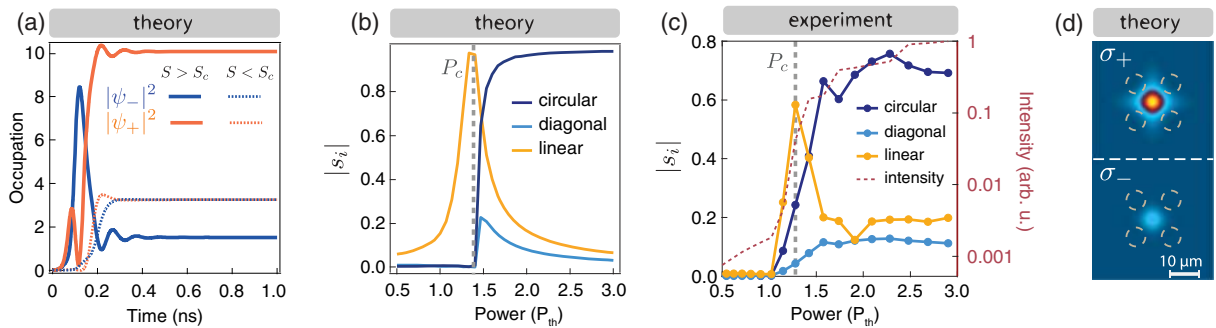 (a) theory
Occupation
10
8
6
4
2
0
S > S_c S < S_c
|ψ_−|^2
|ψ_+|^2
0 0.2 0.4 0.6 0.8 1.0
Time (ns)
(b) theory
|s_i|
1.0
0.8
0.6
0.4
0.2
0.0
P_c
circular
diagonal
linear
0.5 1.0 1.5 2.0 2.5 3.0
Power (P_th)
(c) experiment
|s_i|
0.8
0.6
0.4
0.2
0.0
P_c
circular
diagonal
linear
intensity
1
0.1
0.01
0.001
Intensity (arb. u.)
0.5 1.0 1.5 2.0 2.5 3.0
Power (P_th)
(d) theory
σ_+
σ_−
10 μm